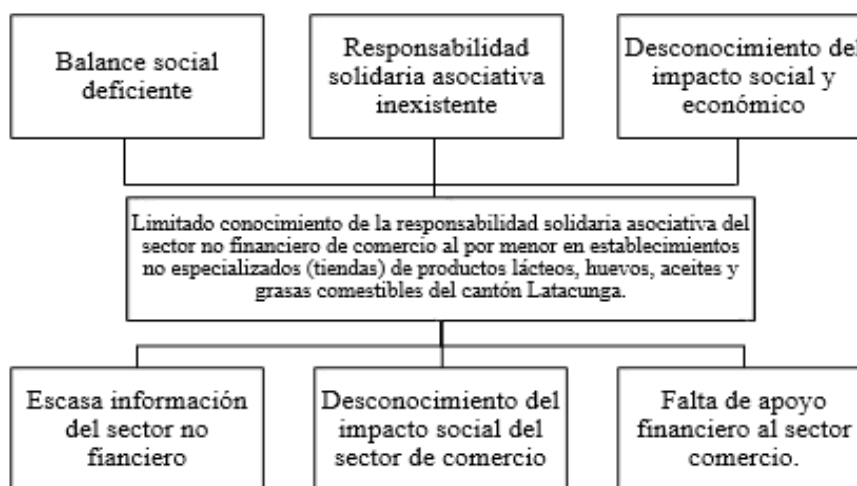 Balance social
deficiente
Responsabilidad
solidaria asociativa
inexistente
Desconocimiento del
impacto social y
económico
Limitado conocimiento de la responsabilidad solidaria asociativa del
sector no financiero de comercio al por menor en establecimientos
no especializados (tiendas) de productos lácteos, huevos, aceites y
grasas comestibles del cantón Latacunga.
Escasa información
del sector no
fianciero
Desconocimiento del
impacto social del
sector de comercio
Falta de apoyo
financiero al sector
comercio.